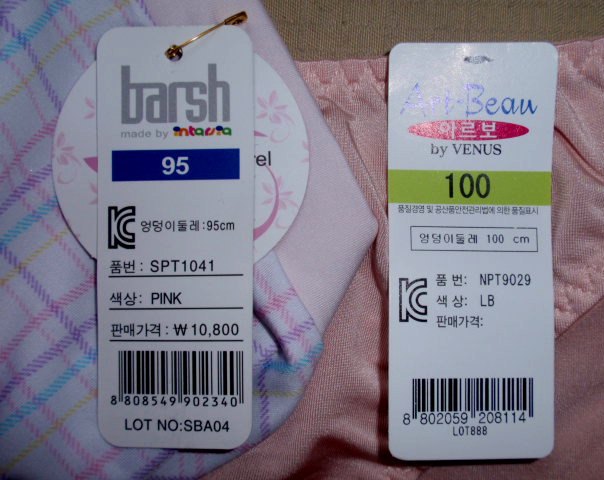 barsh
made by intarsia
rel
95
엉덩이둘레:95cm
품번: SPT1041
색상: PINK
판매가격: ₩10,800
8 808549 902340
LOT NO:SBA04
Art-Beau
아르보
by VENUS
100
품질경영 및 공산품안전관리법에 의한 품질표시
엉덩이둘레 100 cm
품 번: NPT9029
색 상: LB
판매가격:
8 802059 208114
LOT888